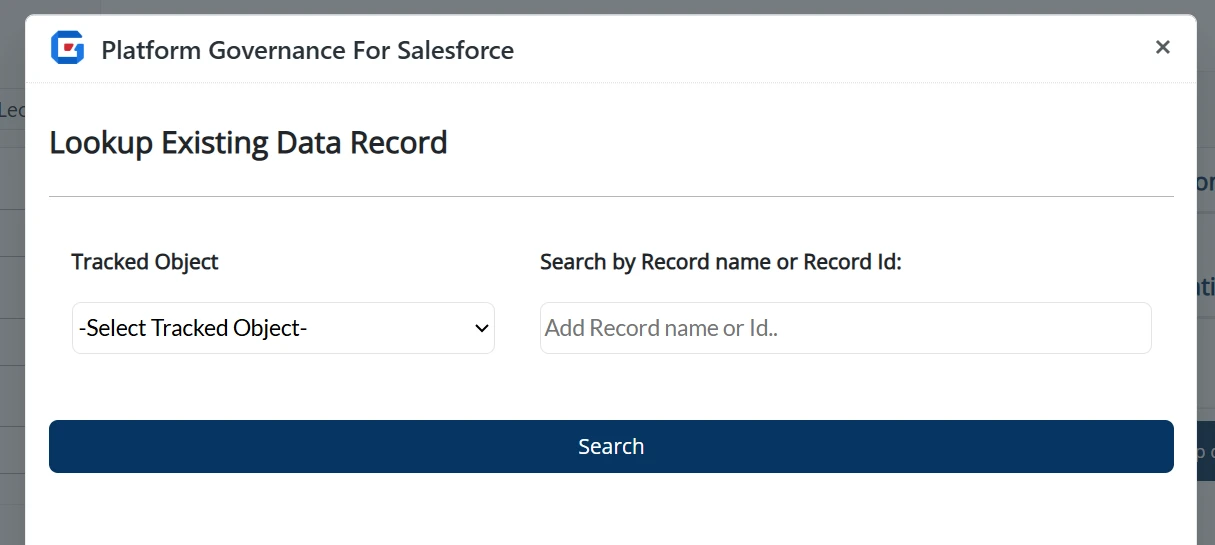 Platform Governance For Salesforce
×
Lookup Existing Data Record
Tracked Object
Search by Record name or Record Id:
-Select Tracked Object-
Add Record name or Id..
Search